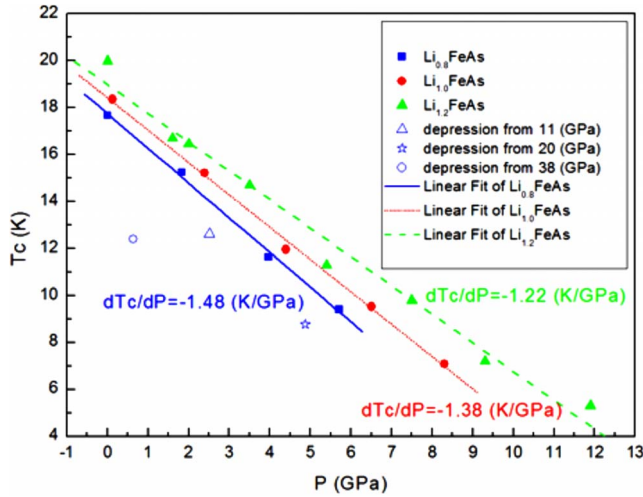 22
20
18
16
14
12
10
8
6
4
Tc (K)
-1 0 1 2 3 4 5 6 7 8 9 10 11 12 13
P (GPa)
Li0.8FeAs
Li1.0FeAs
Li1.2FeAs
depression from 11 (GPa)
depression from 20 (GPa)
depression from 38 (GPa)
Linear Fit of Li0.8FeAs
Linear Fit of Li1.0FeAs
Linear Fit of Li1.2FeAs
dTc/dP=-1.48 (K/GPa)
dTc/dP=-1.22 (K/GPa)
dTc/dP=-1.38 (K/GPa)